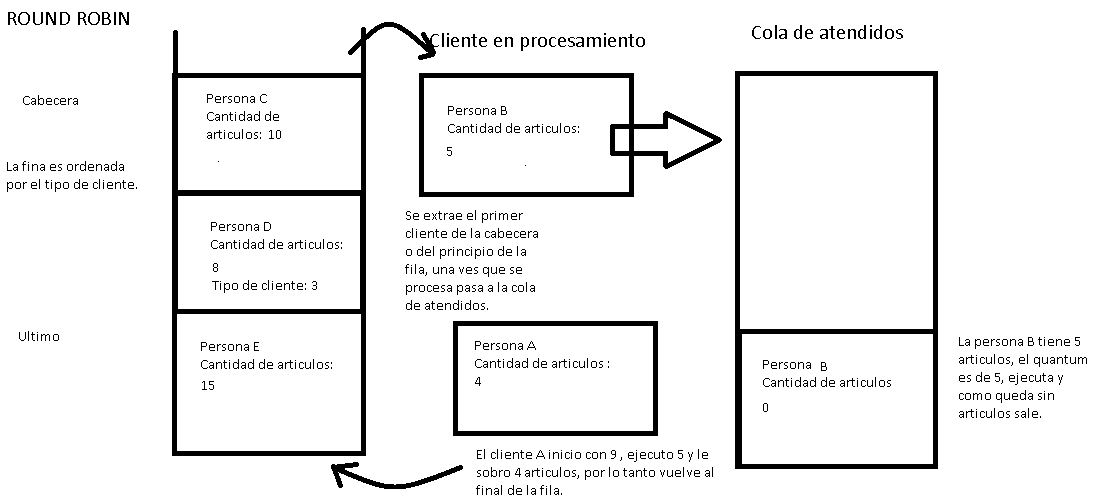 ROUND ROBIN
Cabecera
La fina es ordenada
por el tipo de cliente.
Ultimo
Persona C
Cantidad de
articulos: 10
Persona D
Cantidad de articulos:
8
Tipo de cliente: 3
Persona E
Cantidad de articulos:
15
Cliente en procesamiento
Persona B
Cantidad de articulos:
5
Se extrae el primer
cliente de la cabecera
o del principio de la
fila, una ves que se
procesa pasa a la cola
de atendidos.
Persona A
Cantidad de articulos :
4
El cliente A inicio con 9 , ejecuto 5 y le
sobro 4 articulos, por lo tanto vuelve al
final de la fila.
Cola de atendidos
Persona B
Cantidad de articulos
0
La persona B tiene 5
articulos, el quantum
es de 5, ejecuta y
como queda sin
articulos sale.